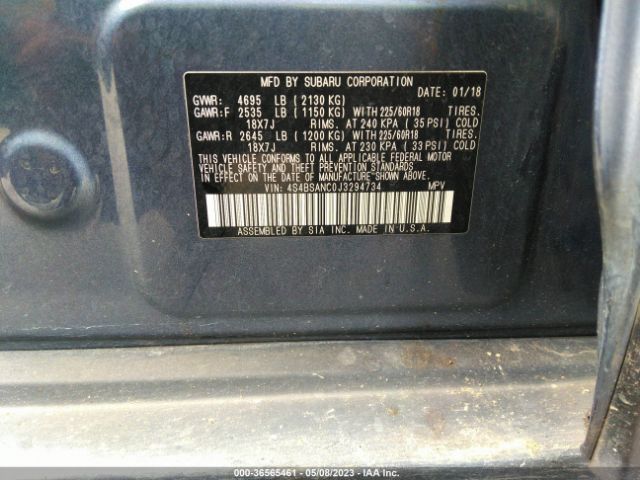 MFD BY SUBARU CORPORATION
DATE: 01/18
GVWR: 4695 LB (2130 KG)
GAWR:F 2535 LB (1150 KG) WITH 225/60R18 TIRES.
18X7J RIMS. AT 240 KPA (35 PSI) COLD
GAWR:R 2645 LB (1200 KG) WITH 225/60R18 TIRES.
18X7J RIMS. AT 230 KPA (33 PSI) COLD
THIS VEHICLE CONFORMS TO ALL APPLICABLE FEDERAL MOTOR
VEHICLE SAFETY AND THEFT PREVENTION STANDARDS
IN EFFECT ON THE DATE OF MANUFACTURE SHOWN ABOVE.
VIN: 4S4BSANC0J3294734 MPV
ASSEMBLED BY SIA INC. MADE IN U.S.A.
000-36565461 - 05/08/2023 - IAA Inc.